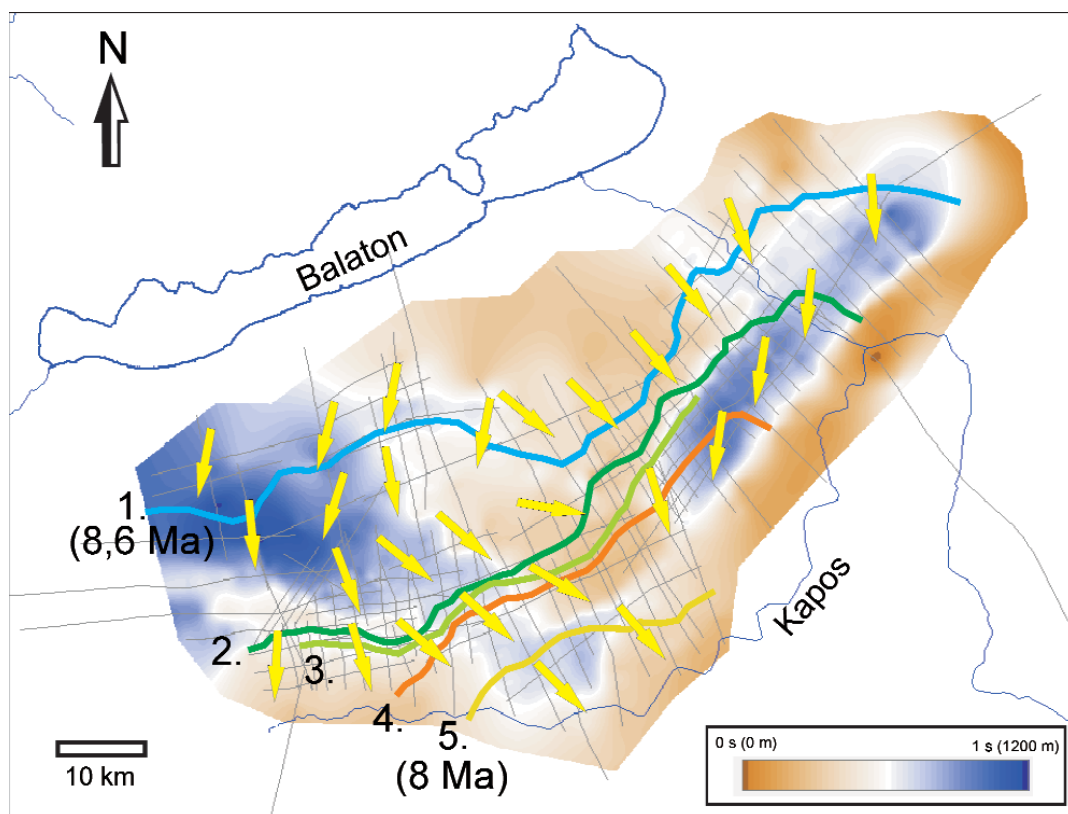 N
Balaton
1.
(8,6 Ma)
2.
3.
4.
5.
(8 Ma)
Kapos
10 km
0 s (0 m)
1 s (1200 m)